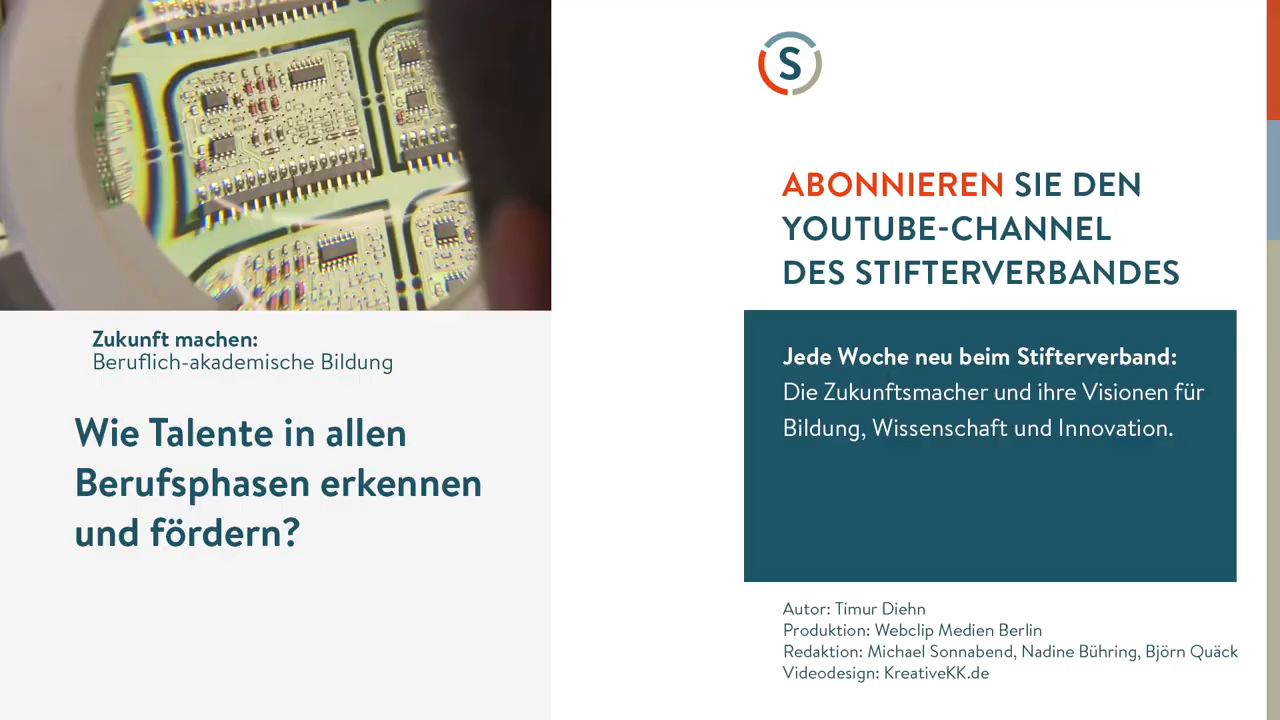 Zukunft machen:
Beruflich-akademische Bildung
Wie Talente in allen
Berufsphasen erkennen
und fördern?
S
ABONNIEREN SIE DEN
YOUTUBE-CHANNEL
DES STIFTERVERBANDES
Jede Woche neu beim Stifterverband:
Die Zukunftsmacher und ihre Visionen für
Bildung, Wissenschaft und Innovation.
Autor: Timur Diehn
Produktion: Webclip Medien Berlin
Redaktion: Michael Sonnabend, Nadine Bühring, Björn Quäck
Videodesign: KreativeKK.de